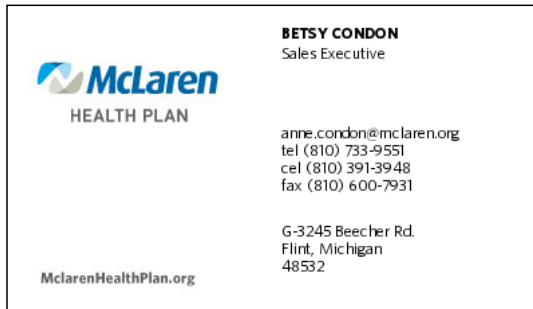 McLaren
HEALTH PLAN
MclarenHealthPlan.org
BETSY CONDON
Sales Executive
anne.condon@mclaren.org
tel (810) 733-9551
cel (810) 391-3948
fax (810) 600-7931
G-3245 Beecher Rd.
Flint, Michigan
48532